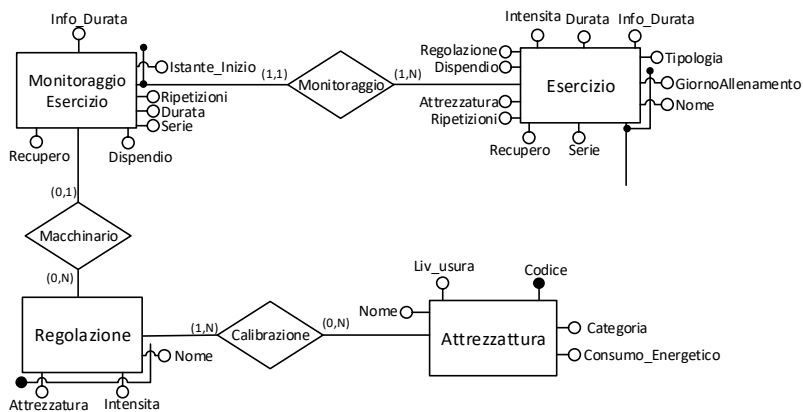 Info_Durata
Intensita
Durata
Info_Durata
Istante_Inizio
Regolazione
Tipologia
Monitoraggio
Esercizio
(1,1)
Monitoraggio
(1,N)
Dispendio
Esercizio
GiornoAllenamento
Ripetizioni
Attrezzatura
Nome
Durata
Ripetizioni
Serie
Recupero
Dispendio
Recupero
Serie
(0,1)
Macchinario
(0,N)
Liv_usura
Codice
Regolazione
(1,N)
Calibrazione
(0,N)
Nome
Attrezzattura
Categoria
Nome
Consumo_Energetico
Attrezzatura
Intensita